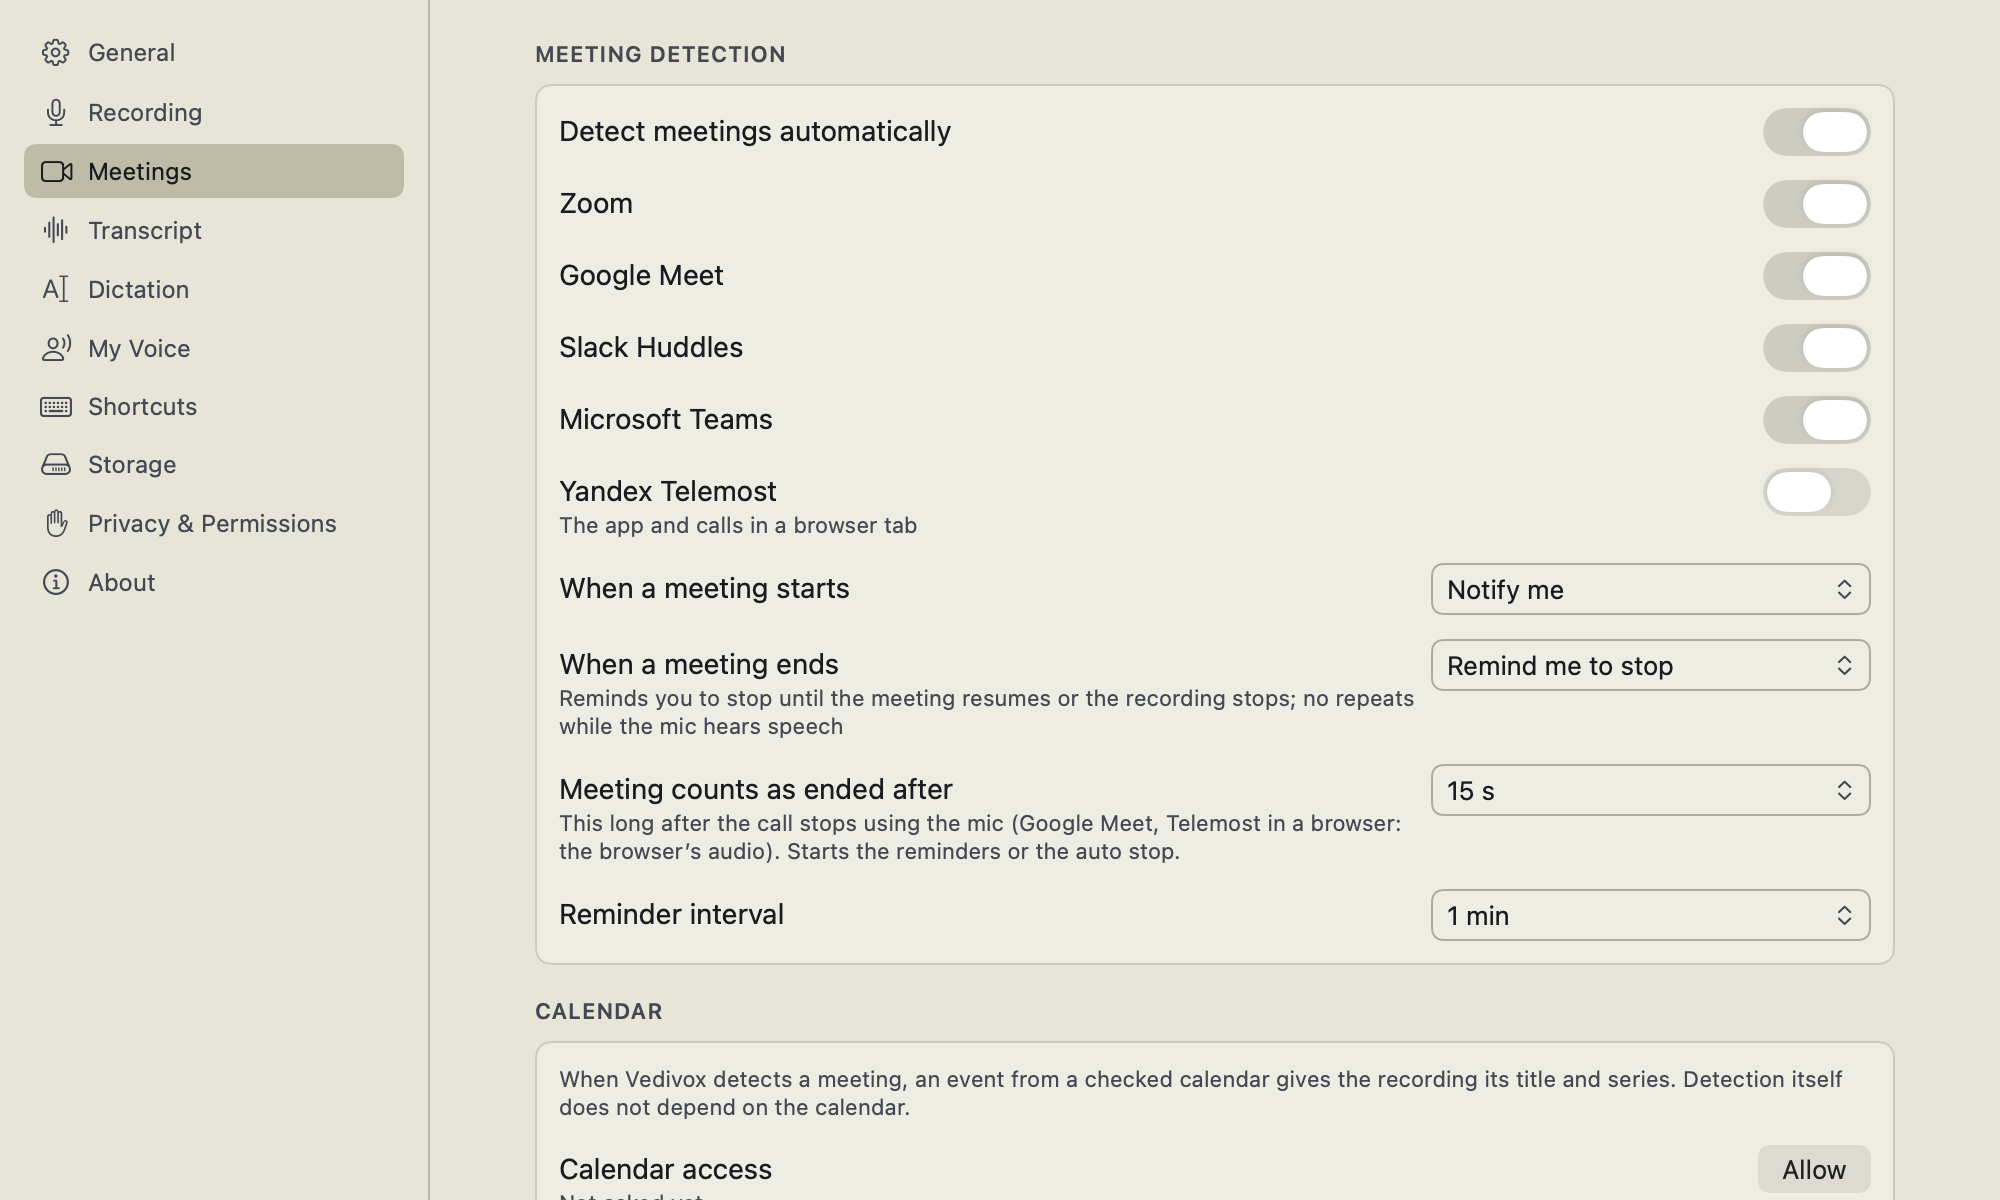 General
Recording
Meetings
Transcript
Dictation
My Voice
Shortcuts
Storage
Privacy & Permissions
About
MEETING DETECTION
Detect meetings automatically
Zoom
Google Meet
Slack Huddles
Microsoft Teams
Yandex Telemost
The app and calls in a browser tab
When a meeting starts
Notify me
When a meeting ends
Remind me to stop
Reminds you to stop until the meeting resumes or the recording stops; no repeats
while the mic hears speech
Meeting counts as ended after
15 s
This long after the call stops using the mic (Google Meet, Telemost in a browser:
the browser’s audio). Starts the reminders or the auto stop.
Reminder interval
1 min
CALENDAR
When Vedivox detects a meeting, an event from a checked calendar gives the recording its title and series. Detection itself
does not depend on the calendar.
Calendar access
Allow
Not asked yet